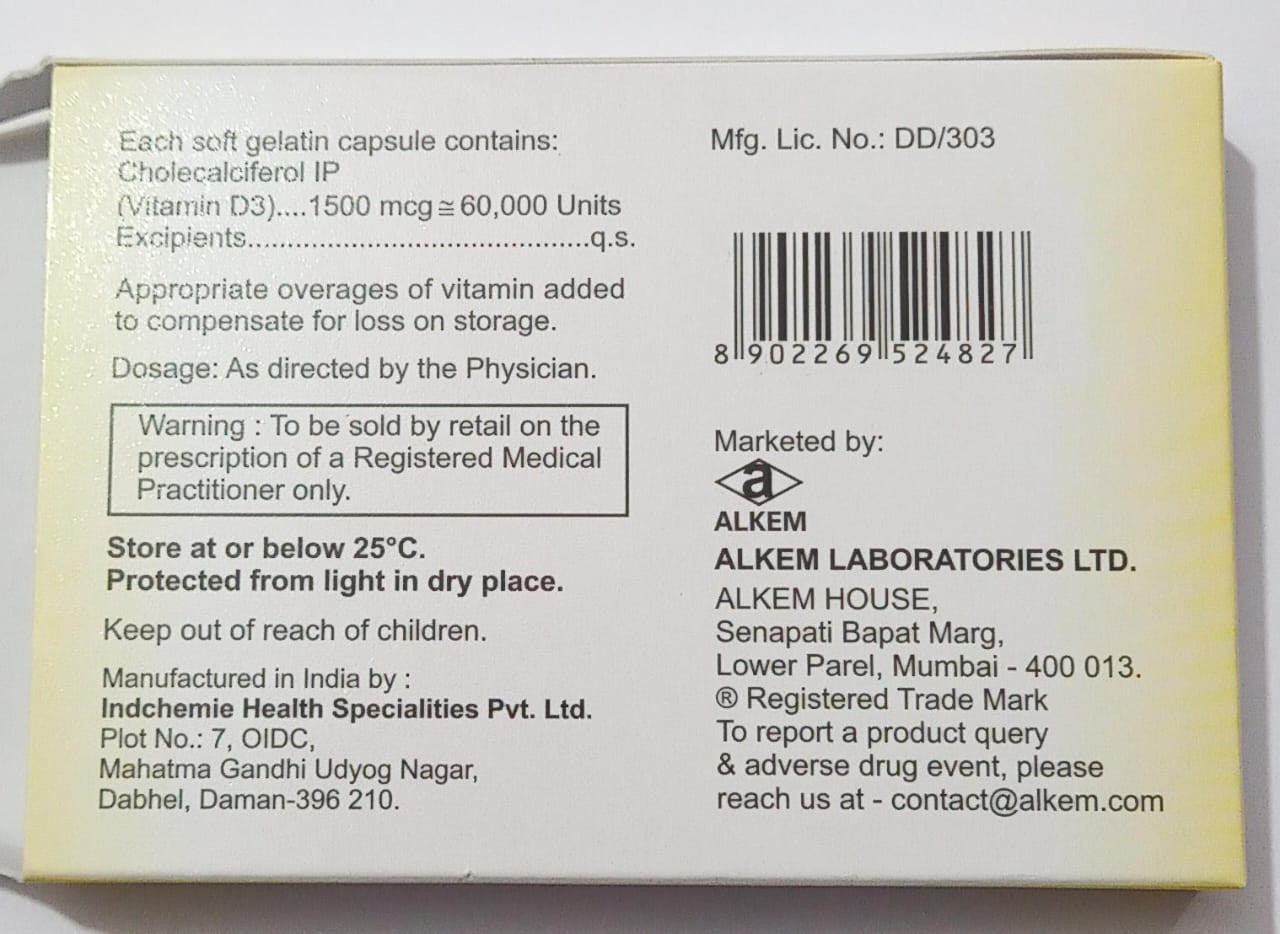 Each soft gelatin capsule contains:
Cholecalciferol IP
(Vitamin D3)....1500 mcg≅60,000 Units
Excipients..........................................q.s.
Appropriate overages of vitamin added
to compensate for loss on storage.
Dosage: As directed by the Physician.
Warning : To be sold by retail on the
prescription of a Registered Medical
Practitioner only.
Store at or below 25°C.
Protected from light in dry place.
Keep out of reach of children.
Manufactured in India by :
Indchemie Health Specialities Pvt. Ltd.
Plot No.: 7, OIDC,
Mahatma Gandhi Udyog Nagar,
Dabhel, Daman-396 210.
Mfg. Lic. No.: DD/303
8 902269 524827
Marketed by:
a
ALKEM
ALKEM LABORATORIES LTD.
ALKEM HOUSE,
Senapati Bapat Marg,
Lower Parel, Mumbai - 400 013.
® Registered Trade Mark
To report a product query
& adverse drug event, please
reach us at - contact@alkem.com